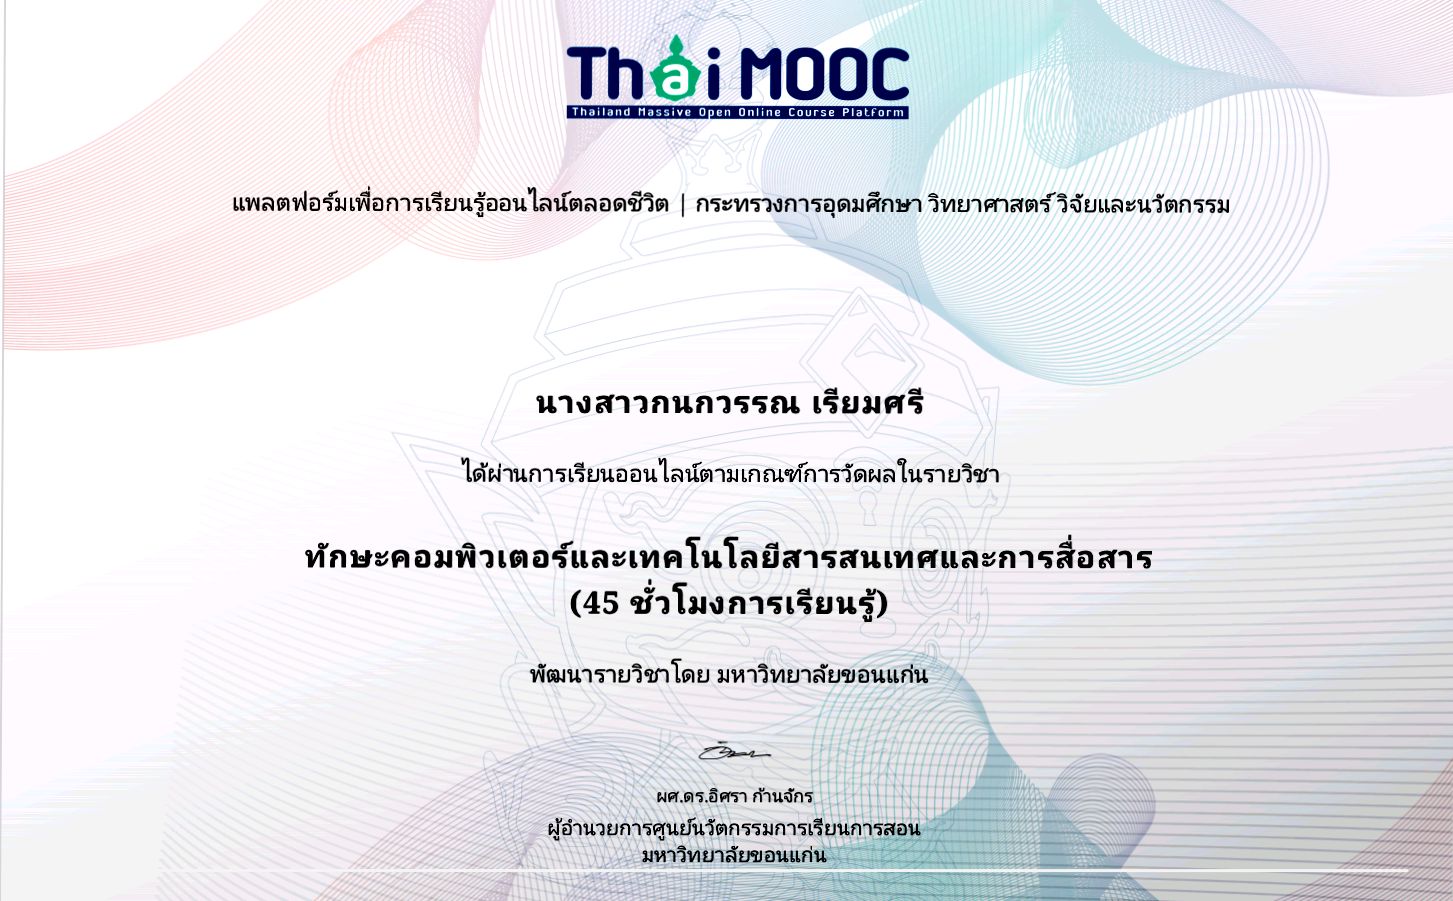 Thai MOOC
Thailand Massive Open Online Course Platform
แพลตฟอร์มเพื่อการเรียนรู้ออนไลน์ตลอดชีวิต | กระทรวงการอุดมศึกษา วิทยาศาสตร์ วิจัยและนวัตกรรม
นางสาวกนกวรรณ เรียมศรี
ได้ผ่านการเรียนออนไลน์ตามเกณฑ์การวัดผลในรายวิชา
ทักษะคอมพิวเตอร์และเทคโนโลยีสารสนเทศและการสื่อสาร
(45 ชั่วโมงการเรียนรู้)
พัฒนารายวิชาโดย มหาวิทยาลัยขอนแก่น
ผศ.ดร.อิศรา ก้านจักร
ผู้อำนวยการศูนย์นวัตกรรมการเรียนการสอน
มหาวิทยาลัยขอนแก่น